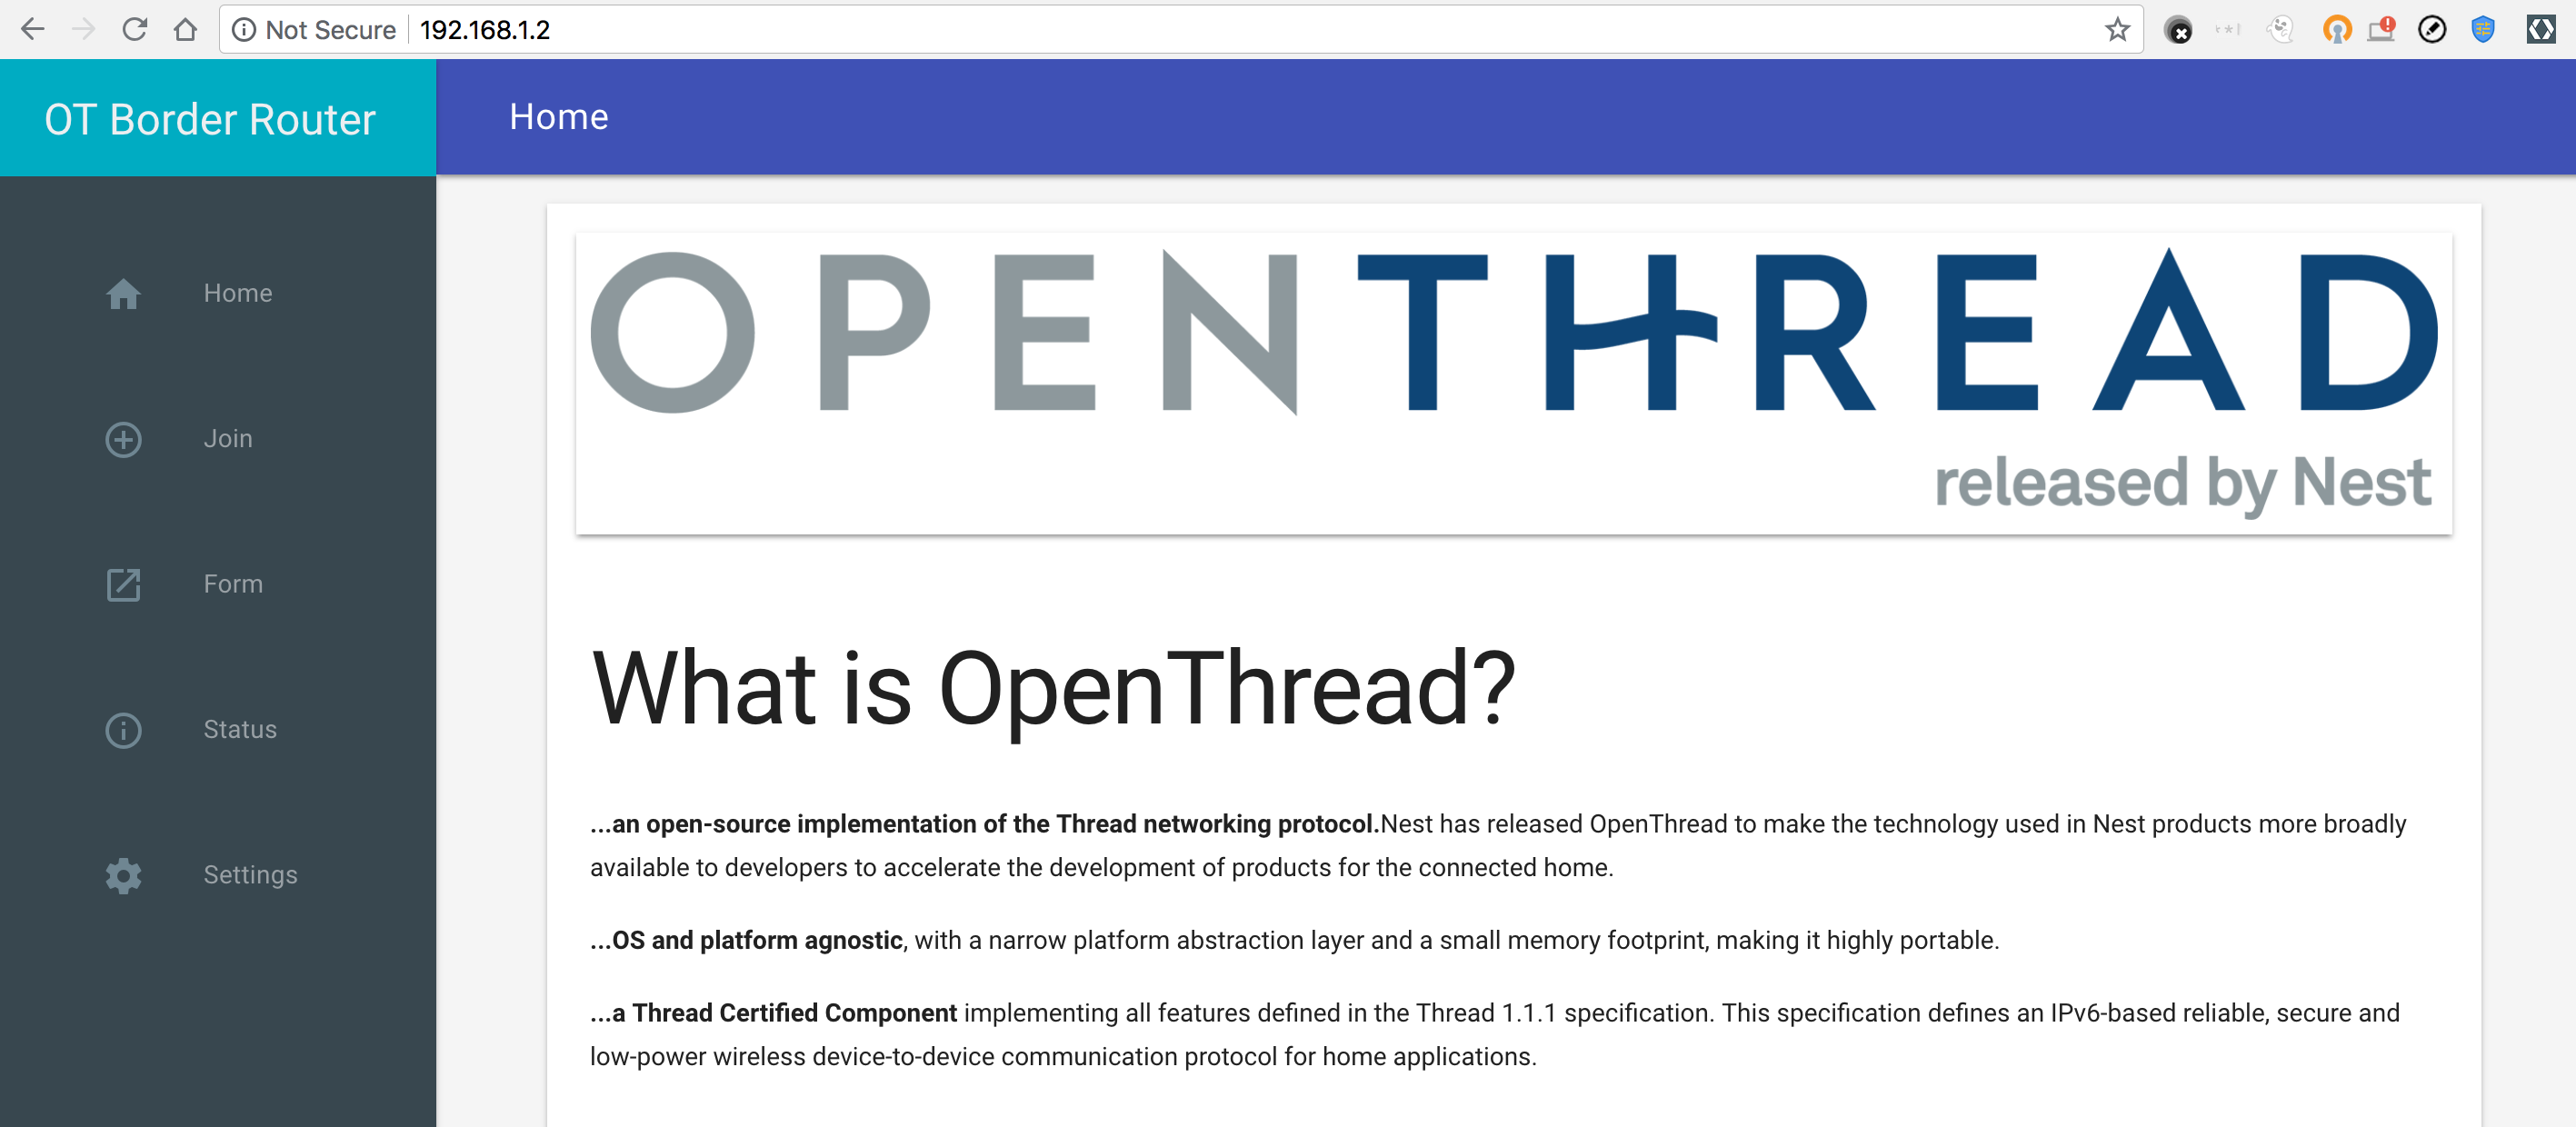 Not Secure 192.168.1.2
OT Border Router
Home
Home
Join
Form
Status
Settings
OPENTHREAD
released by Nest
What is OpenThread?
...an open-source implementation of the Thread networking protocol.Nest has released OpenThread to make the technology used in Nest products more broadly
available to developers to accelerate the development of products for the connected home.
...OS and platform agnostic, with a narrow platform abstraction layer and a small memory footprint, making it highly portable.
...a Thread Certified Component implementing all features defined in the Thread 1.1.1 specification. This specification defines an IPv6-based reliable, secure and
low-power wireless device-to-device communication protocol for home applications.